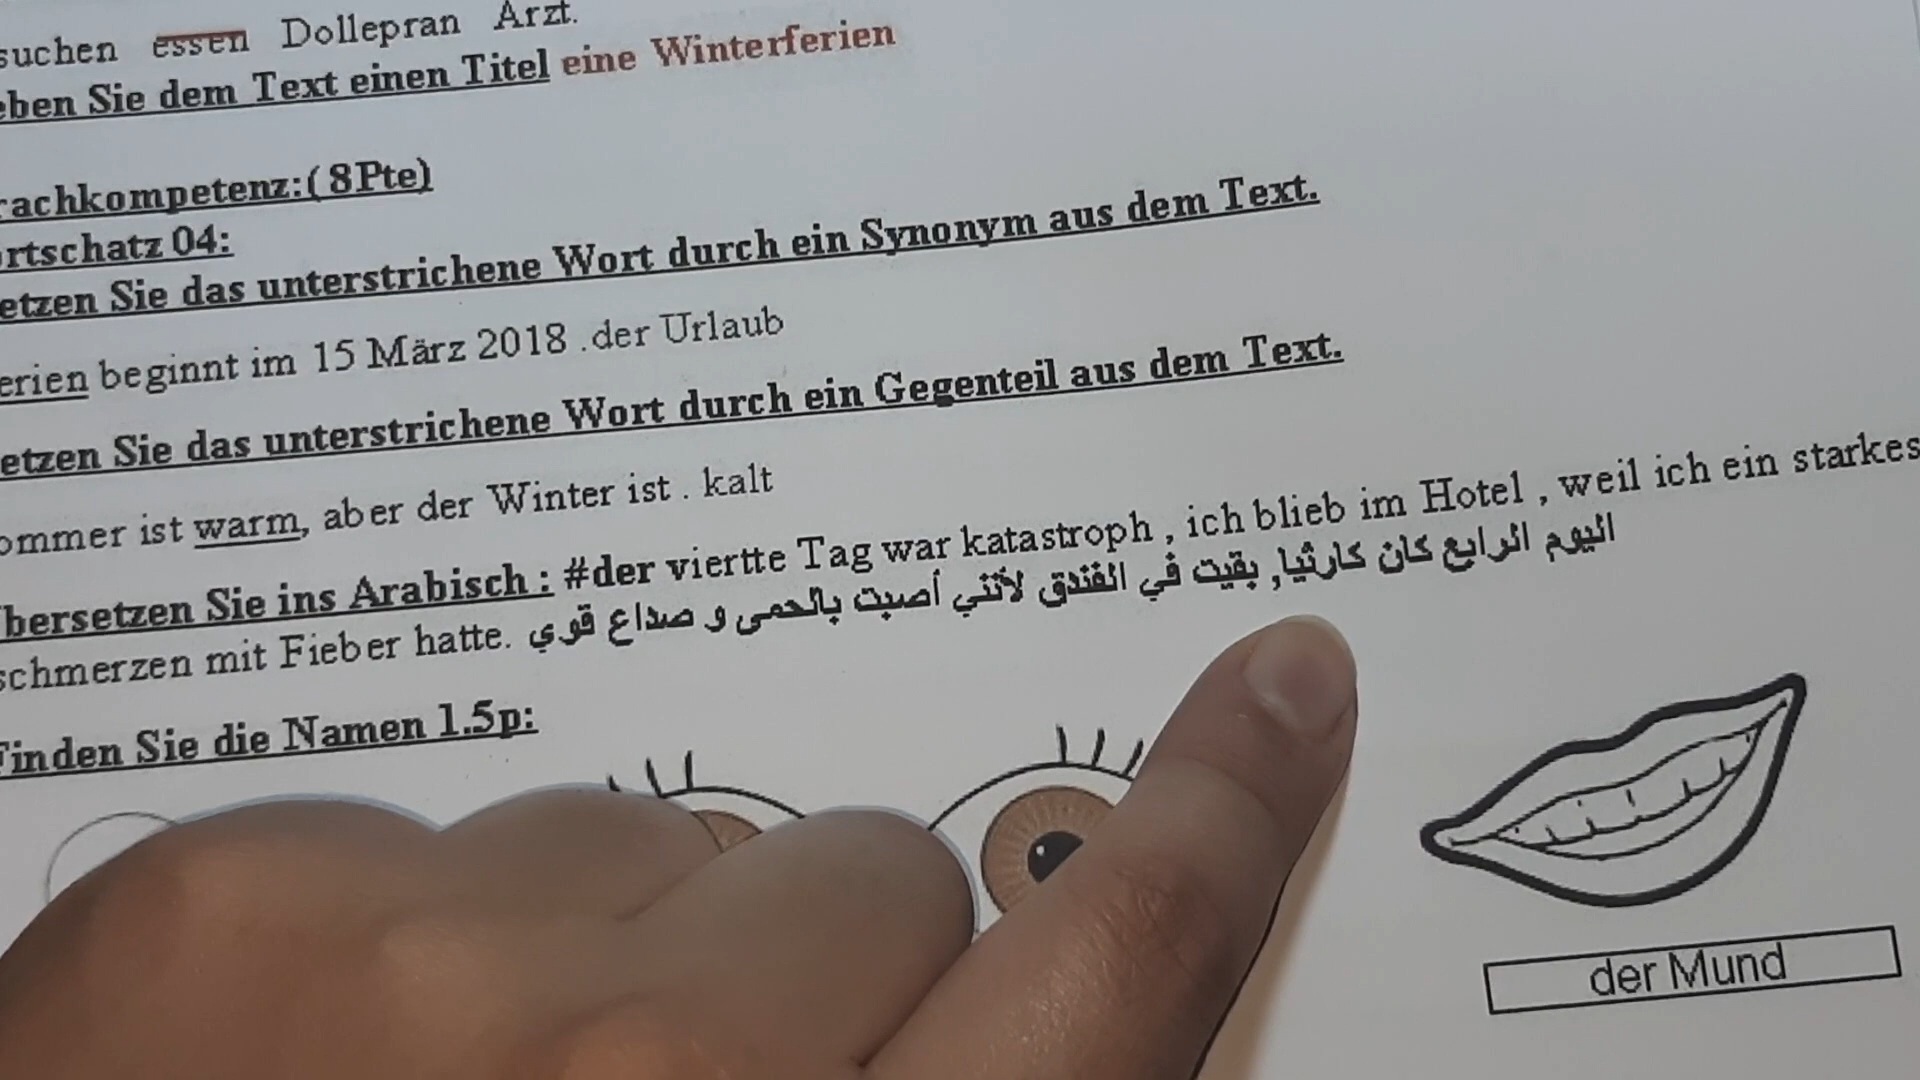 suchen essen Dollepran Arzt.
eben Sie dem Text einen Titel eine Winterferien
rachkompetenz:( 8Pte)
rtschatz 04:
etzen Sie das unterstrichene Wort durch ein Synonym aus dem Text.
erien beginnt im 15 März 2018 .der Urlaub
etzen Sie das unterstrichene Wort durch ein Gegenteil aus dem Text.
ommer ist warm, aber der Winter ist . kalt
bersetzen Sie ins Arabisch : #der viertte Tag war katastroph , ich blieb im Hotel , weil ich ein starkes
schmerzen mit Fieber hatte. اليوم الرابع كان كارثيا, بقيت في الفندق لأنني أصبت بالحمى و صداع قوي
Finden Sie die Namen 1.5p:
der Mund